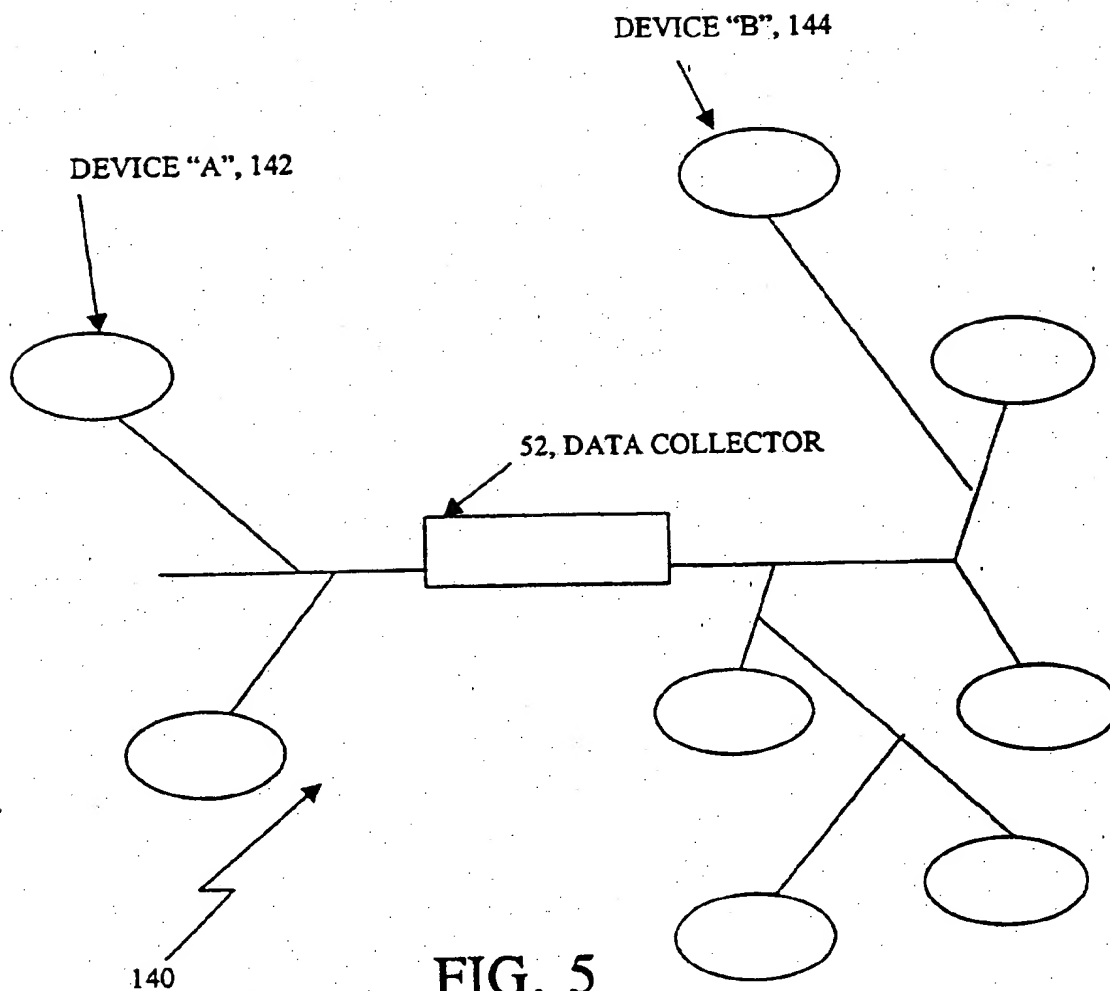 DEVICE “B”, 144
DEVICE “A”, 142
52, DATA COLLECTOR
140
FIG. 5